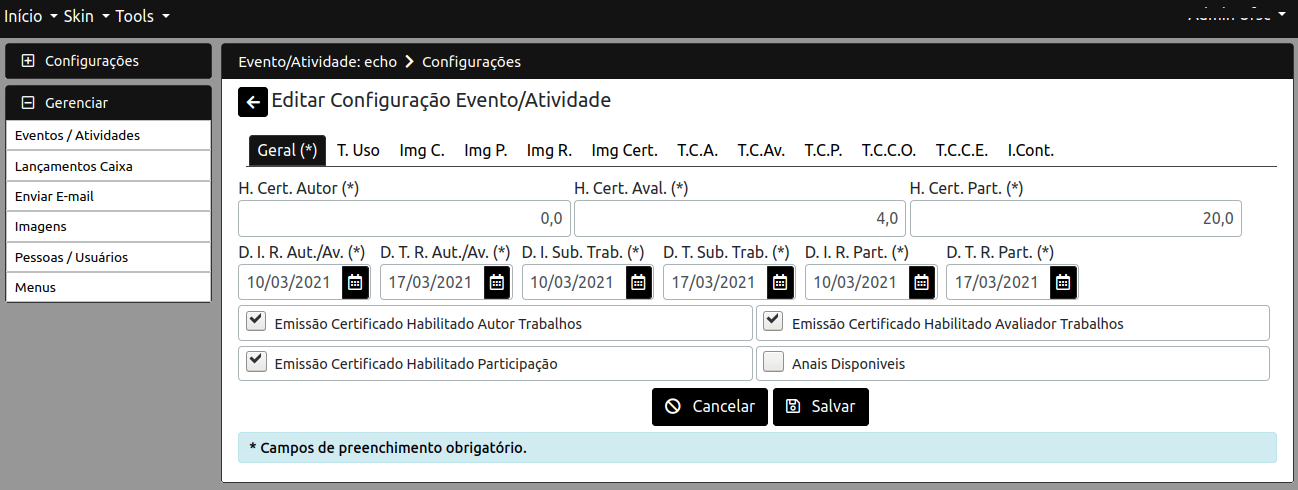 Início Skin Tools
Configurações
Gerenciar
Eventos / Atividades
Lançamentos Caixa
Enviar E-mail
Imagens
Pessoas / Usuários
Menus
Evento/Atividade: echo > Configurações
Editar Configuração Evento/Atividade
Geral (*) T. Uso Img C. Img P. Img R. Img Cert. T.C.A. T.C.Av. T.C.P. T.C.C.O. T.C.C.E. I.Cont.
H. Cert. Autor (*) H. Cert. Aval. (*) H. Cert. Part. (*)
0,0 4,0 20,0
D. I. R. Aut./Av. (*) D. T. R. Aut./Av. (*) D. I. Sub. Trab. (*) D. T. Sub. Trab. (*) D. I. R. Part. (*) D. T. R. Part. (*)
10/03/2021 17/03/2021 10/03/2021 17/03/2021 10/03/2021 17/03/2021
Emissão Certificado Habilitado Autor Trabalhos Emissão Certificado Habilitado Avaliador Trabalhos
Emissão Certificado Habilitado Participação Anais Disponiveis
Cancelar Salvar
* Campos de preenchimento obrigatório.